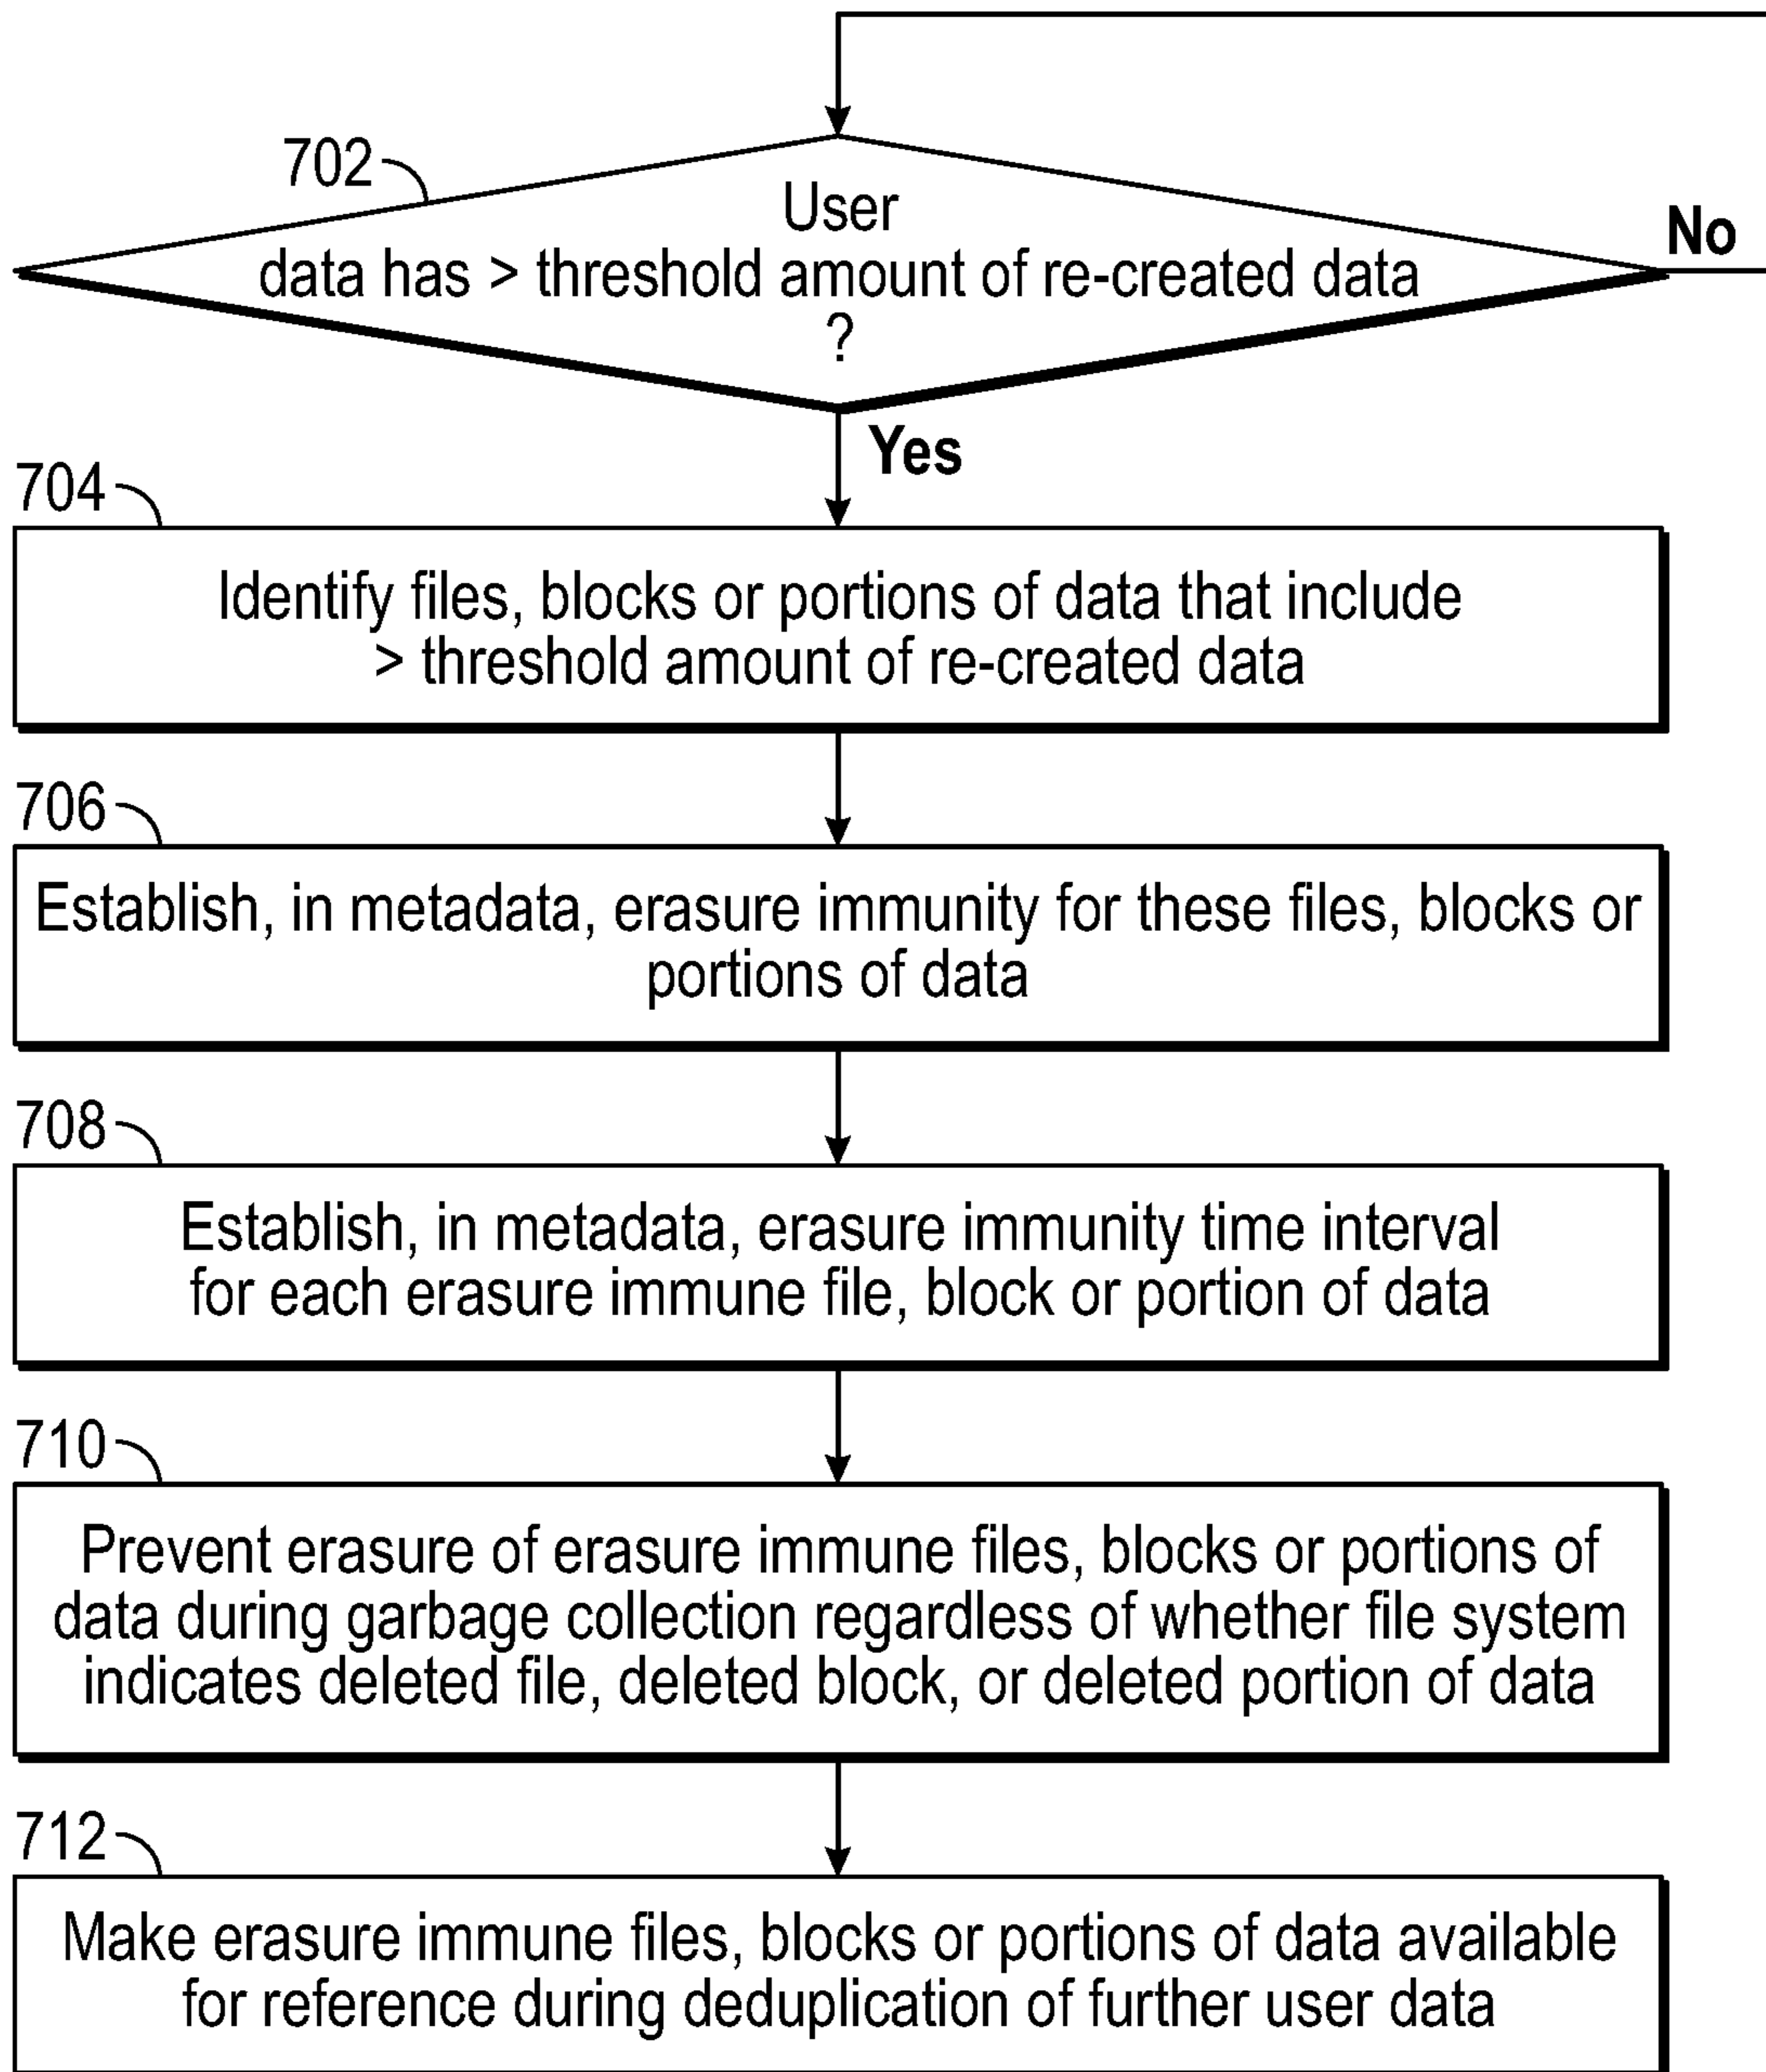 702
User
data has > threshold amount of re-created data
?
No
Yes
704
Identify files, blocks or portions of data that include
> threshold amount of re-created data
706
Establish, in metadata, erasure immunity for these files, blocks or
portions of data
708
Establish, in metadata, erasure immunity time interval
for each erasure immune file, block or portion of data
710
Prevent erasure of erasure immune files, blocks or portions of
data during garbage collection regardless of whether file system
indicates deleted file, deleted block, or deleted portion of data
712
Make erasure immune files, blocks or portions of data available
for reference during deduplication of further user data